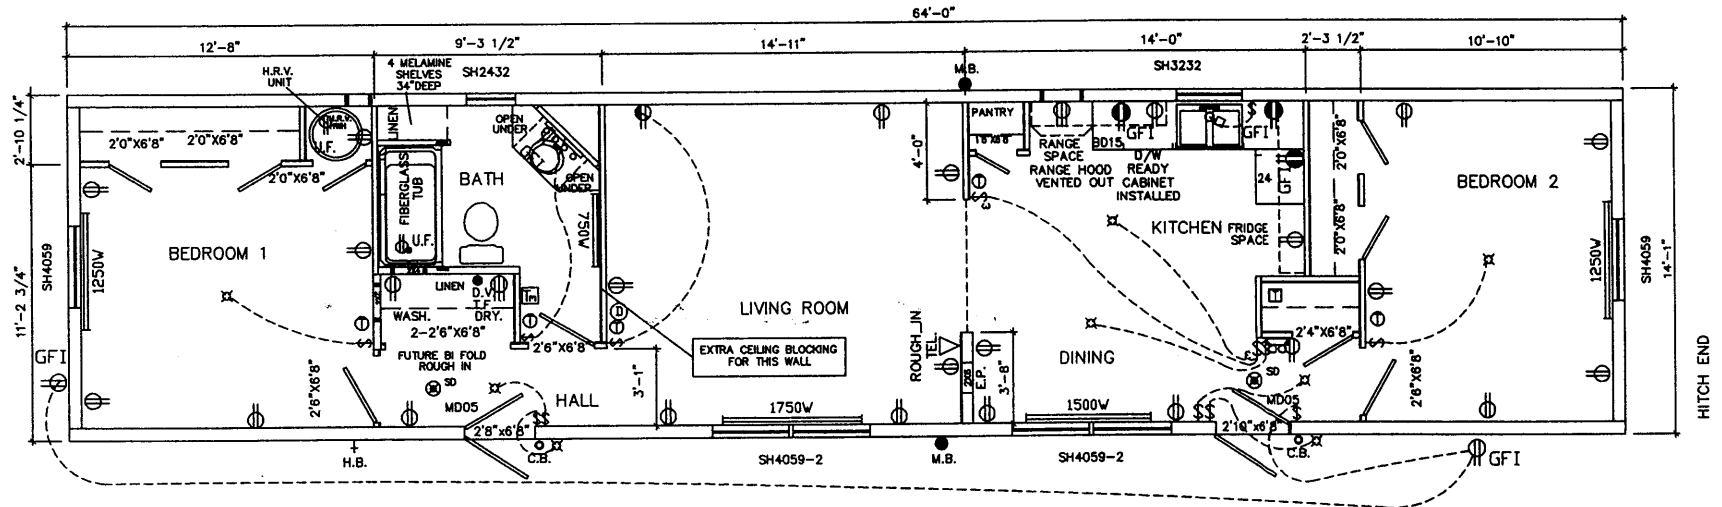 64'-0"
12'-8"
9'-3 1/2"
14'-11"
14'-0"
2'-3 1/2"
10'-10"
H.R.V.
UNIT
4 MELAMINE
SHELVES
34"DEEP
SH2432
M.B.
SH3232
2'-10 1/4"
11'-2 3/4"
2'0"X6'8"
2'0"X6'8"
2'0"X6'8"
U.F.
LINEN
OPEN
UNDER
OPEN
UNDER
FIBERGLASS
TUB
U.F.
BATH
750W
4'-0"
PANTRY
RANGE
SPACE
RANGE HOOD
VENTED OUT
BD15
GFI
D/W
READY
CABINET
INSTALLED
GFI
24
GFI
KITCHEN
FRIDGE
SPACE
2'0"X6'8"
2'0"X6'8"
BEDROOM 2
1250W
SH4059
14'-1"
SH4059
1250W
BEDROOM 1
LINEN
D.V.
T.F.
WASH.
DRY.
2-2'6"X6'8"
FUTURE BI FOLD
ROUGH IN
SD
2'6"X6'8"
T
D
T
T
T
T
T
LIVING ROOM
EXTRA CEILING BLOCKING
FOR THIS WALL
3'-1"
ROUGH_IN
TEL.
E.P.
3'-8"
DINING
2'4"X6'8"
SD
MD05
2'6"X6'8"
HITCH END
GFI
2'6"X6'8"
MD05
HALL
2'8"x6'8"
1750W
1500W
2'10"x6'8"
H.B.
C.B.
SH4059-2
M.B.
SH4059-2
C.B.
GFI